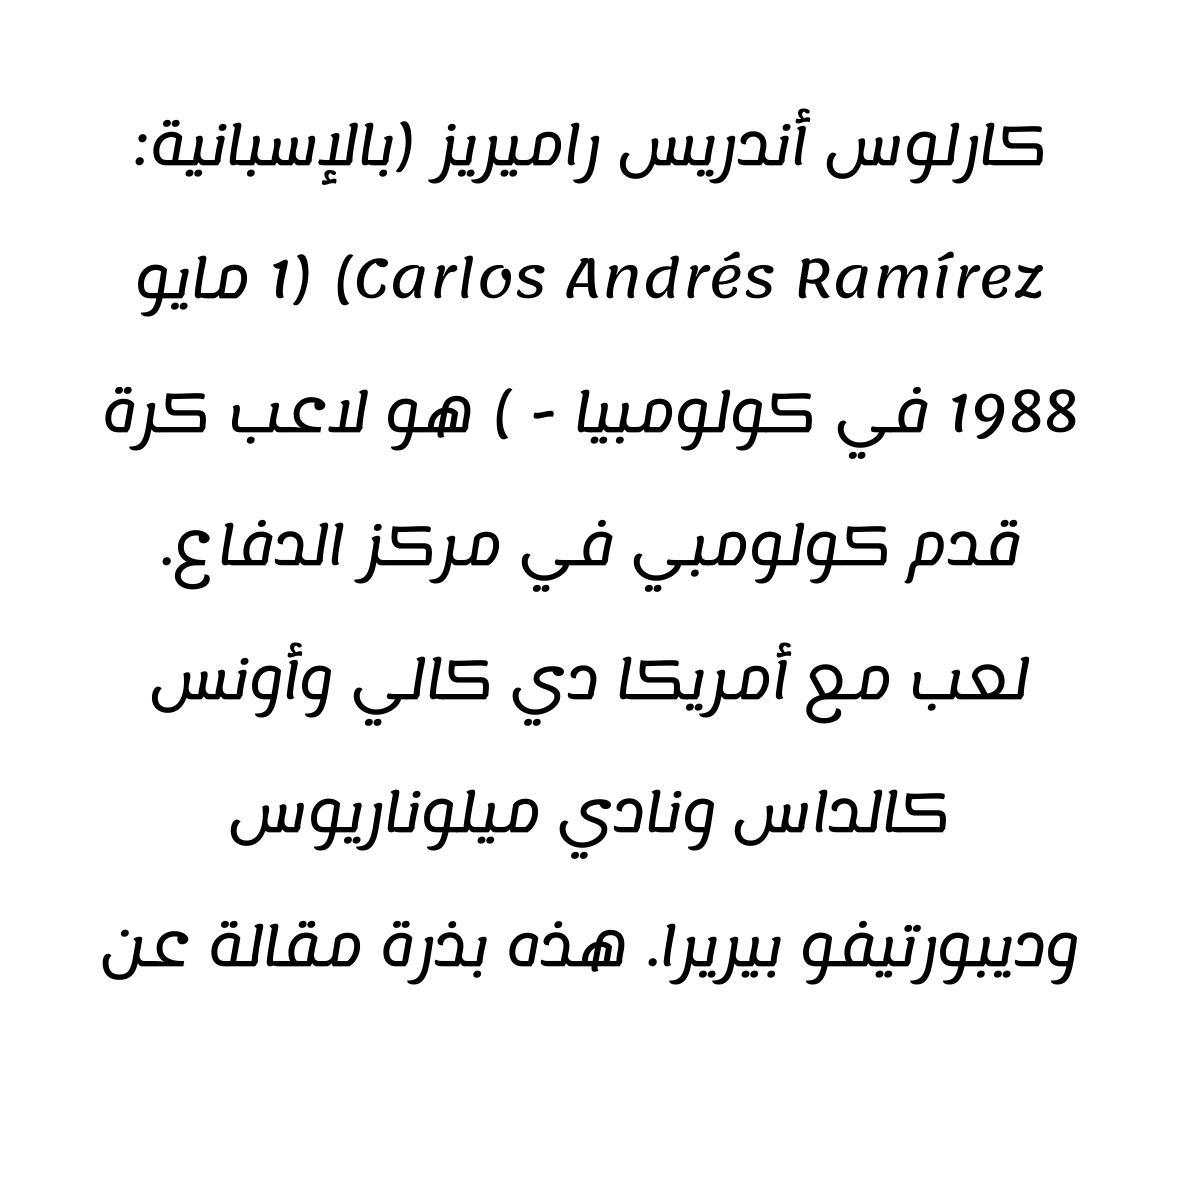 كارلوس أندريس راميريز (بالإسبانية:
Carlos Andrés Ramírez) (1 مايو
1988 في كولومبيا - ) هو لاعب كرة
قدم كولومبي في مركز الدفاع.
لعب مع أمريكا دي كالي وأونس
كالداس ونادي ميلوناريوس
وديبورتيفو بيريرا. هذه بذرة مقالة عن